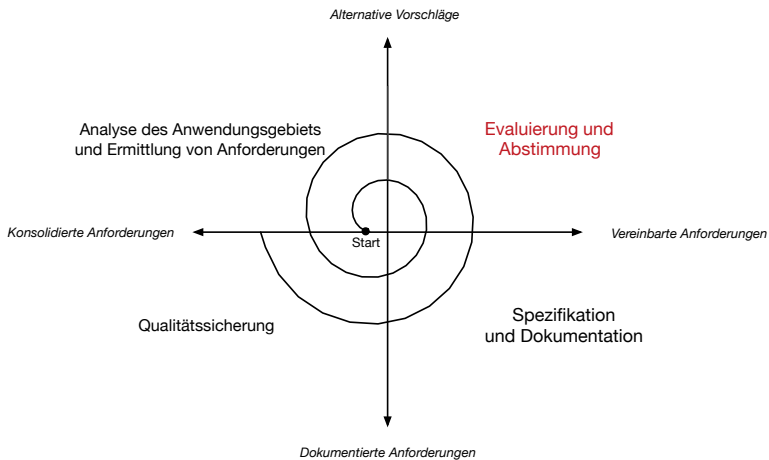 Alternative Vorschläge
Analyse des Anwendungsgebiets
und Ermittlung von Anforderungen
Evaluierung und
Abstimmung
Konsolidierte Anforderungen
Start
Vereinbarte Anforderungen
Qualitätssicherung
Spezifikation
und Dokumentation
Dokumentierte Anforderungen